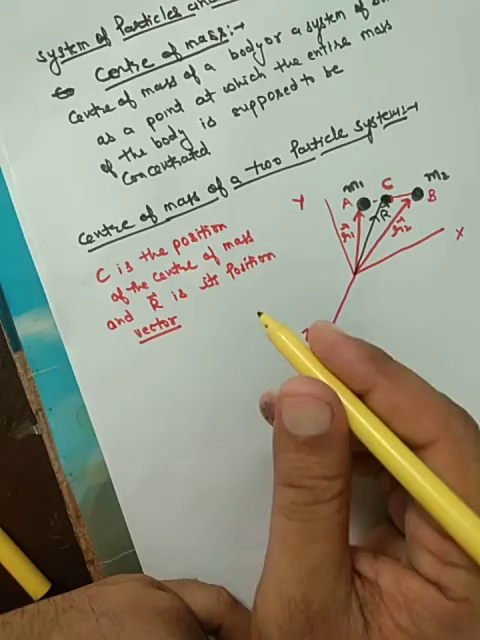 System of Particles and
Centre of mass:-
Centre of mass of a body or a system of
as a point at which the entire mass
of the body is supposed to be
Concentrated
Centre of mass of a two Particle system:-
C is the position
of the centre of mass
and R⃗ is its Position
vector
Y
m1
A
C
m2
B
r⃗1
R⃗
r⃗2
X